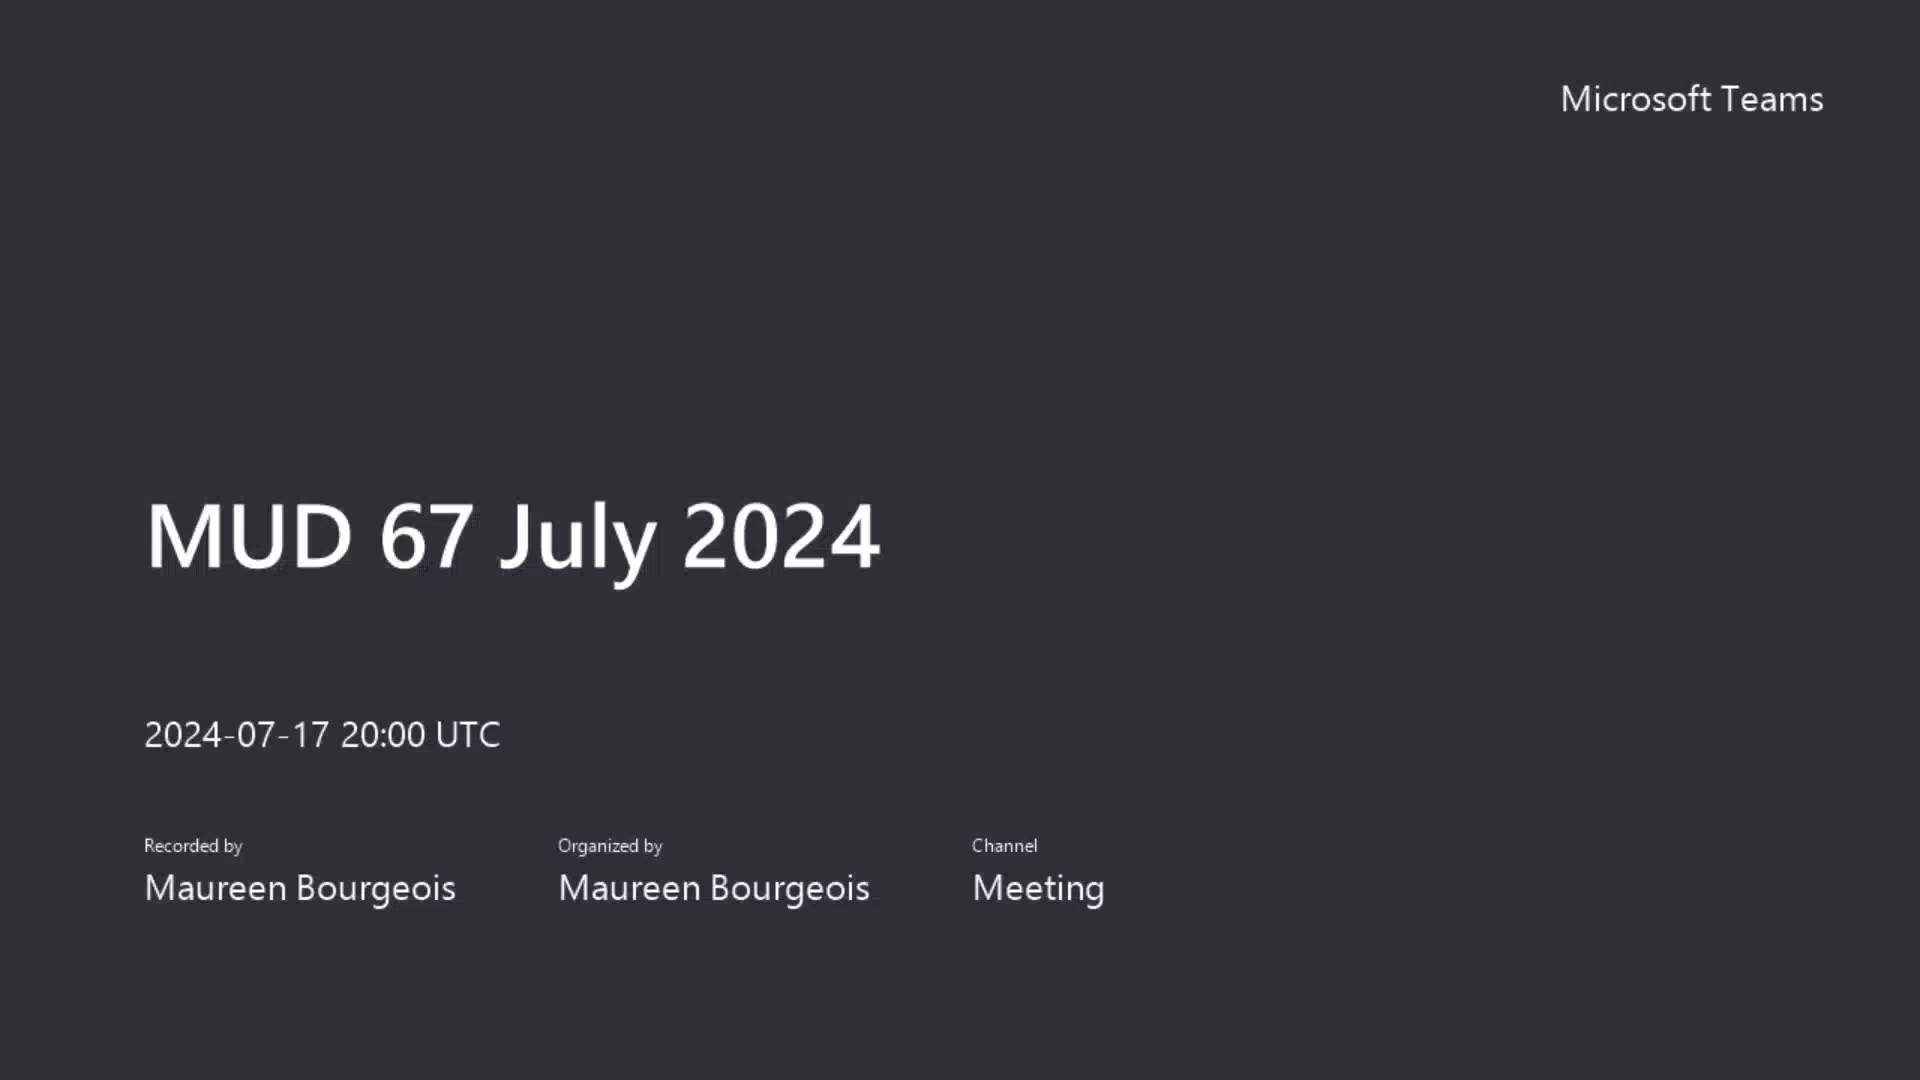 Microsoft Teams
MUD 67 July 2024
2024-07-17 20:00 UTC
Recorded by
Maureen Bourgeois
Organized by
Maureen Bourgeois
Channel
Meeting